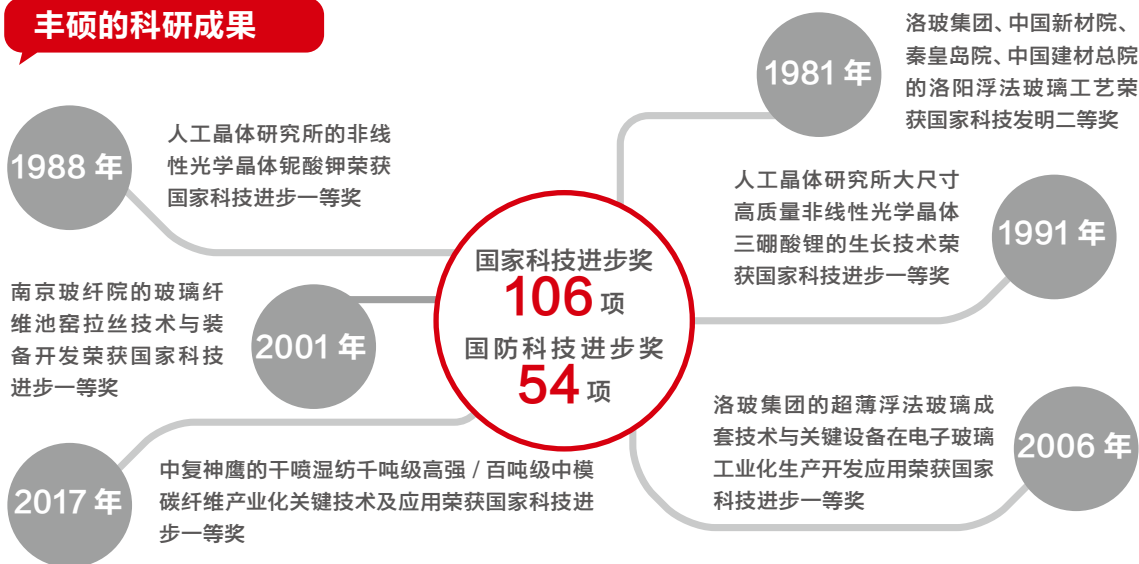 丰硕的科研成果
1981 年
洛玻集团、中国新材院、
秦皇岛院、中国建材总院
的洛阳浮法玻璃工艺荣
获国家科技发明二等奖
1988 年
人工晶体研究所的非线
性光学晶体铌酸钾荣获
国家科技进步一等奖
人工晶体研究所大尺寸
高质量非线性光学晶体
三硼酸锂的生长技术荣
获国家科技进步一等奖
1991 年
国家科技进步奖
106 项
国防科技进步奖
54 项
南京玻纤院的玻璃纤
维池窑拉丝技术与装
备开发荣获国家科技
进步一等奖
2001 年
洛玻集团的超薄浮法玻璃成
套技术与关键设备在电子玻璃
工业化生产开发应用荣获国家
科技进步一等奖
2006 年
2017 年
中复神鹰的干喷湿纺千吨级高强 / 百吨级中模
碳纤维产业化关键技术及应用荣获国家科技进
步一等奖